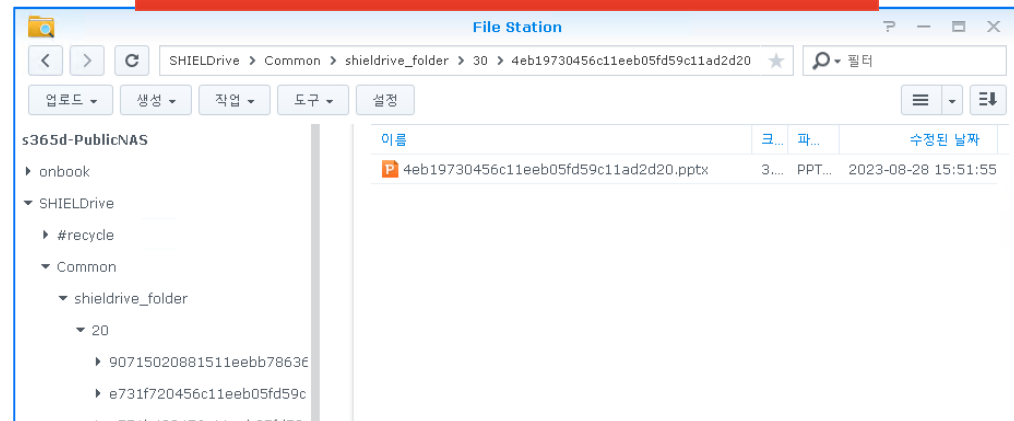 File Station
SHIELDrive > Common > shieldrive_folder > 30 > 4eb19730456c11eeb05fd59c11ad2d20
필터
업로드 생성 작업 도구 설정
s365d-PublicNAS
이름 크... 파... 수정된 날짜
onbook
4eb19730456c11eeb05fd59c11ad2d20.pptx 3.... PPT... 2023-08-28 15:51:55
SHIELDrive
#recycle
Common
shieldrive_folder
20
90715020881511eebb78636
e731f720456c11eeb05fd59c